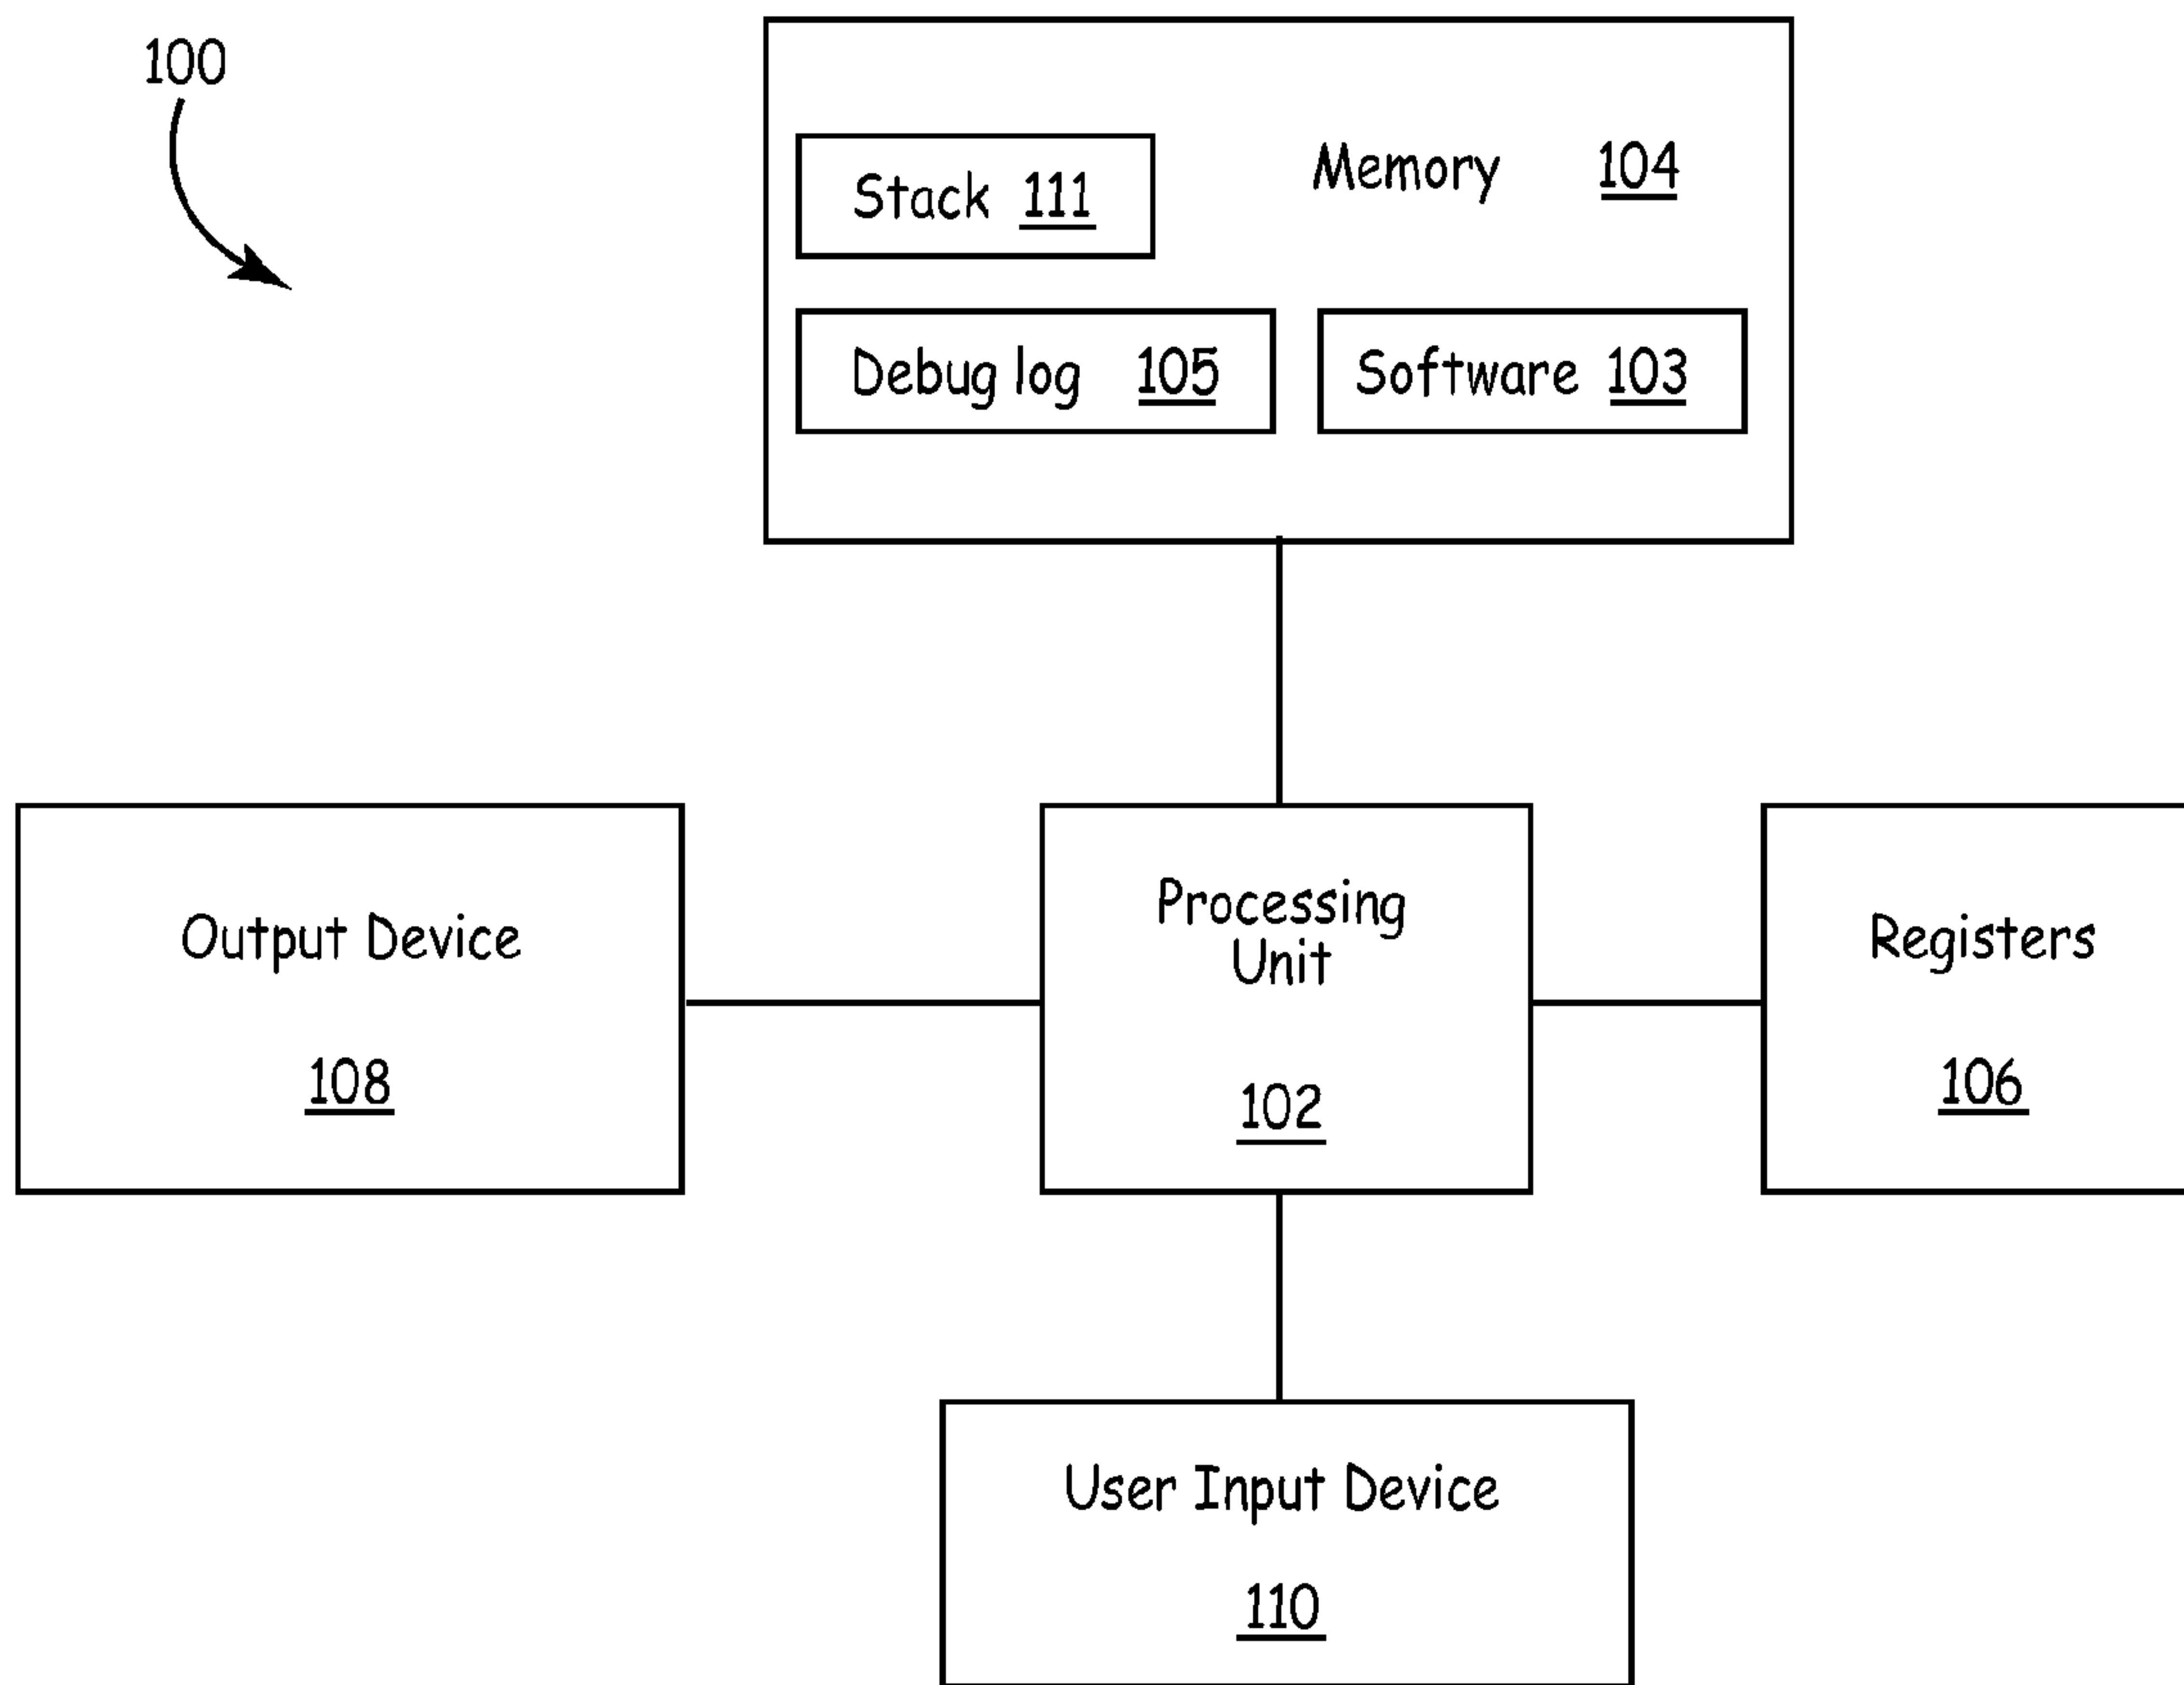 100
Memory 104
Stack 111
Debug log 105
Software 103
Output Device
108
Processing
Unit
102
Registers
106
User Input Device
110